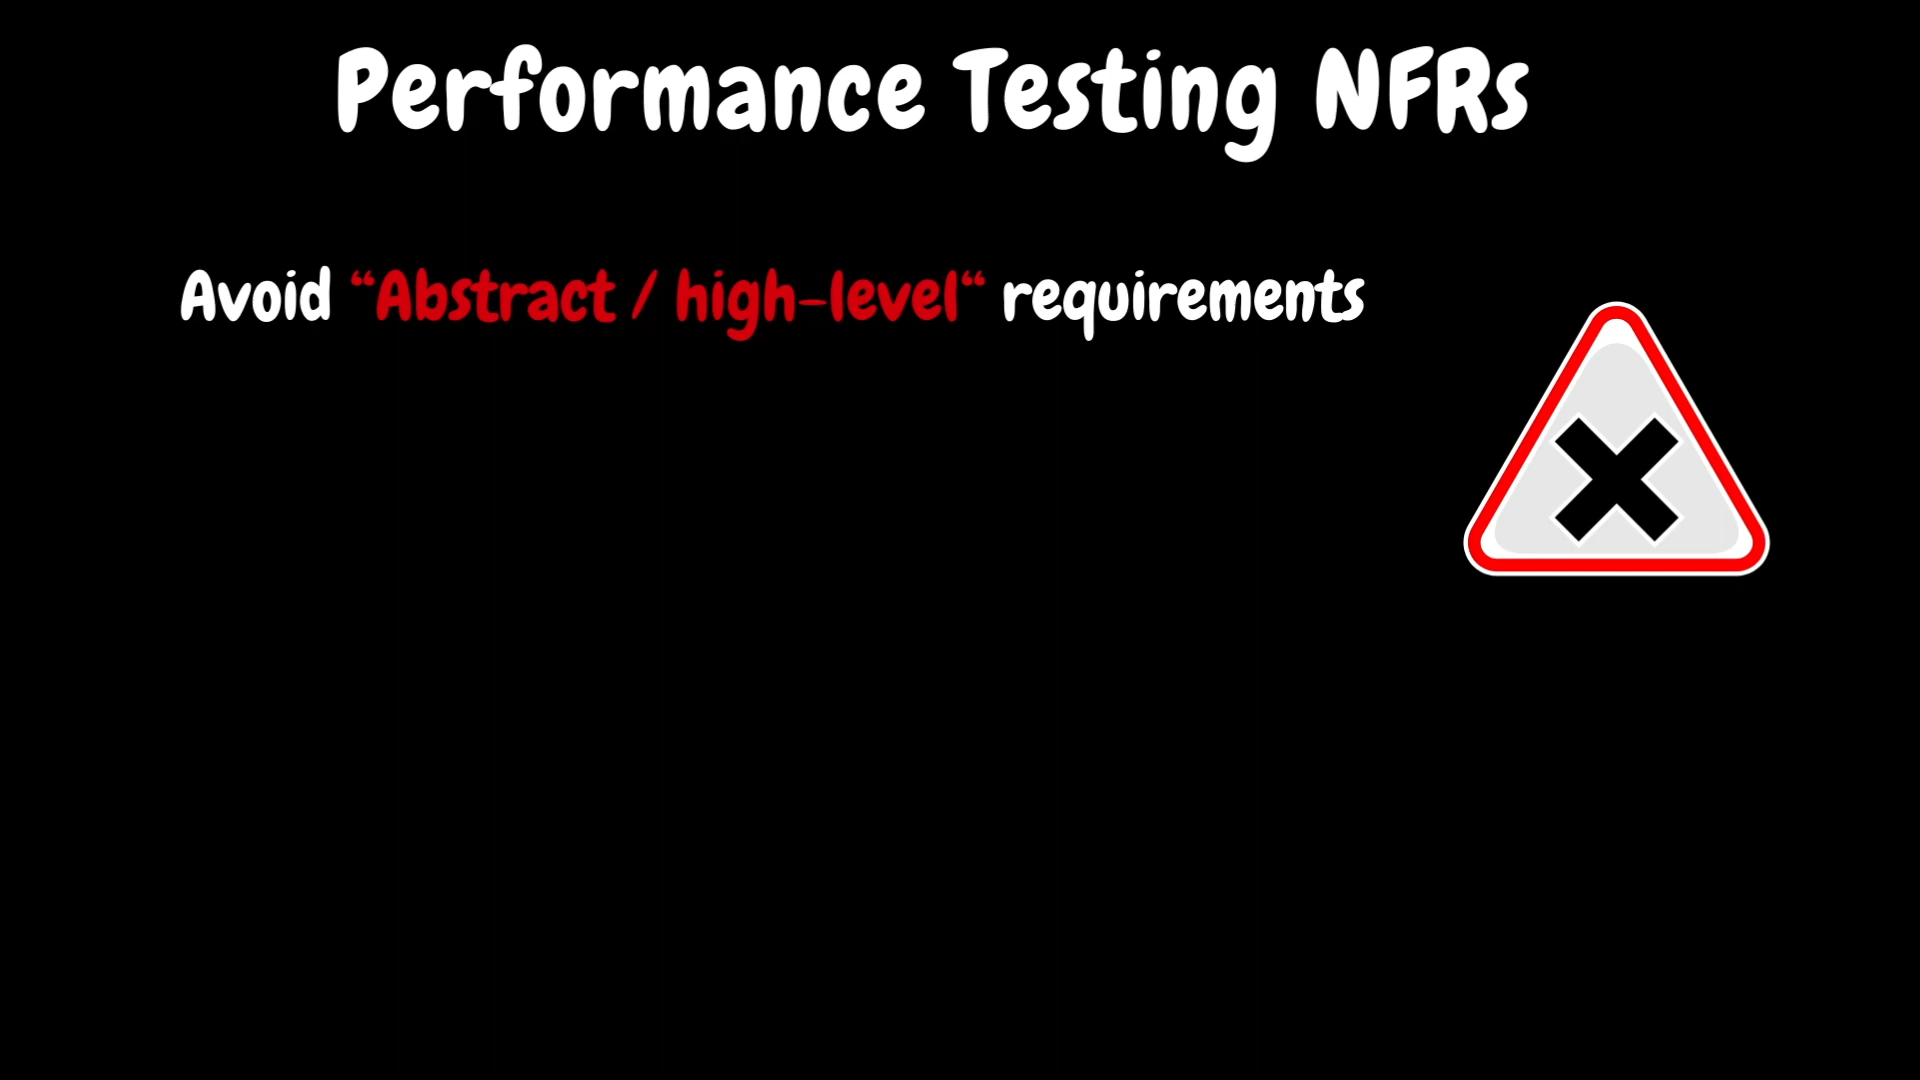 Performance Testing NFRs
Avoid “Abstract / high-level“ requirements